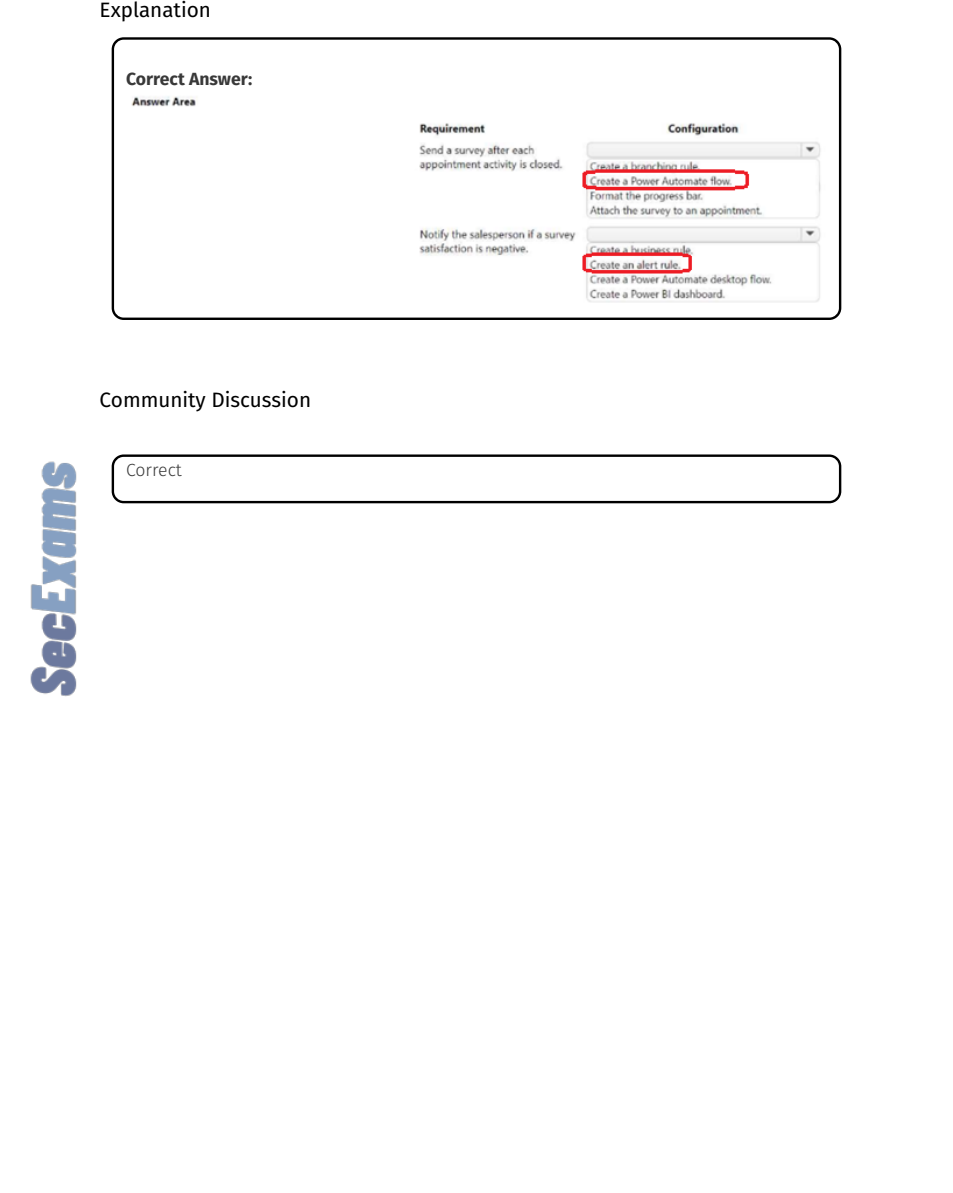 Explanation
Correct Answer:
Answer Area
Requirement
Configuration
Send a survey after each
appointment activity is closed.
Create a branching rule.
Create a Power Automate flow.
Format the progress bar.
Attach the survey to an appointment.
Notify the salesperson if a survey
satisfaction is negative.
Create a business rule.
Create an alert rule.
Create a Power Automate desktop flow.
Create a Power BI dashboard.
Community Discussion
Correct
SecExams